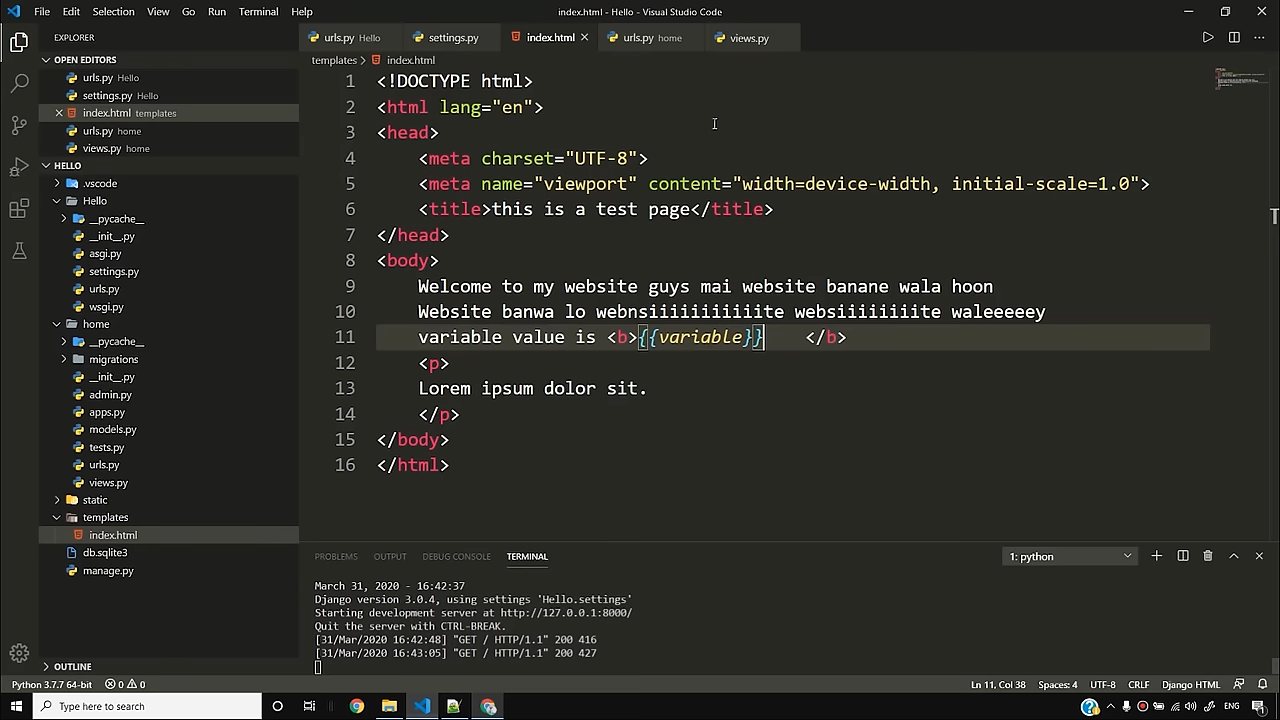 File Edit Selection View Go Run Terminal Help index.html - Hello - Visual Studio Code
EXPLORER
OPEN EDITORS
urls.py Hello
settings.py Hello
index.html templates
urls.py home
views.py home
HELLO
.vscode
Hello
__pycache__
__init__.py
asgi.py
settings.py
urls.py
wsgi.py
home
__pycache__
migrations
__init__.py
admin.py
apps.py
models.py
tests.py
urls.py
views.py
static
templates
index.html
db.sqlite3
manage.py
OUTLINE
urls.py Hello settings.py index.html urls.py home views.py
templates > index.html
1 <!DOCTYPE html>
2 <html lang="en">
3 <head>
4 <meta charset="UTF-8">
5 <meta name="viewport" content="width=device-width, initial-scale=1.0">
6 <title>this is a test page</title>
7 </head>
8 <body>
9 Welcome to my website guys mai website banane wala hoon
10 Website banwa lo webnsiiiiiiiiiiite websiiiiiiiite waleeeeey
11 variable value is <b>{{variable}} </b>
12 <p>
13 Lorem ipsum dolor sit.
14 </p>
15 </body>
16 </html>
PROBLEMS OUTPUT DEBUG CONSOLE TERMINAL 1: python
March 31, 2020 - 16:42:37
Django version 3.0.4, using settings 'Hello.settings'
Starting development server at http://127.0.0.1:8000/
Quit the server with CTRL-BREAK.
[31/Mar/2020 16:42:48] "GET / HTTP/1.1" 200 416
[31/Mar/2020 16:43:05] "GET / HTTP/1.1" 200 427
Python 3.7.7 64-bit 0 0 Ln 11, Col 38 Spaces: 4 UTF-8 CRLF Django HTML
Type here to search ENG